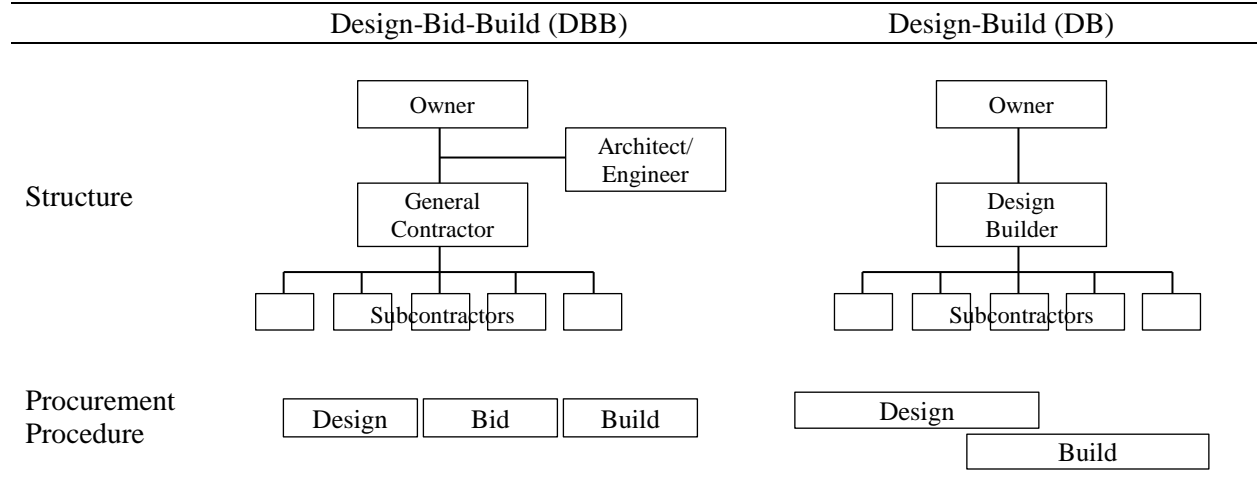 Design-Bid-Build (DBB)
Design-Build (DB)
Structure
Owner
Architect/
Engineer
General
Contractor
Subcontractors
Owner
Design
Builder
Subcontractors
Procurement
Procedure
Design
Bid
Build
Design
Build